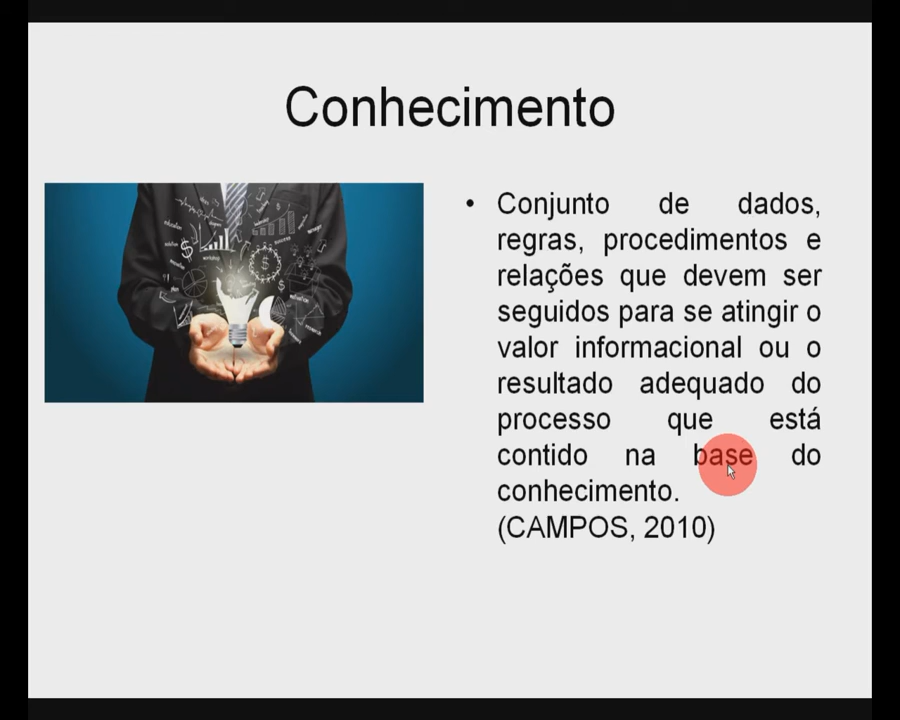 Conhecimento
• Conjunto de dados,
regras, procedimentos e
relações que devem ser
seguidos para se atingir o
valor informacional ou o
resultado adequado do
processo que está
contido na base do
conhecimento.
(CAMPOS, 2010)